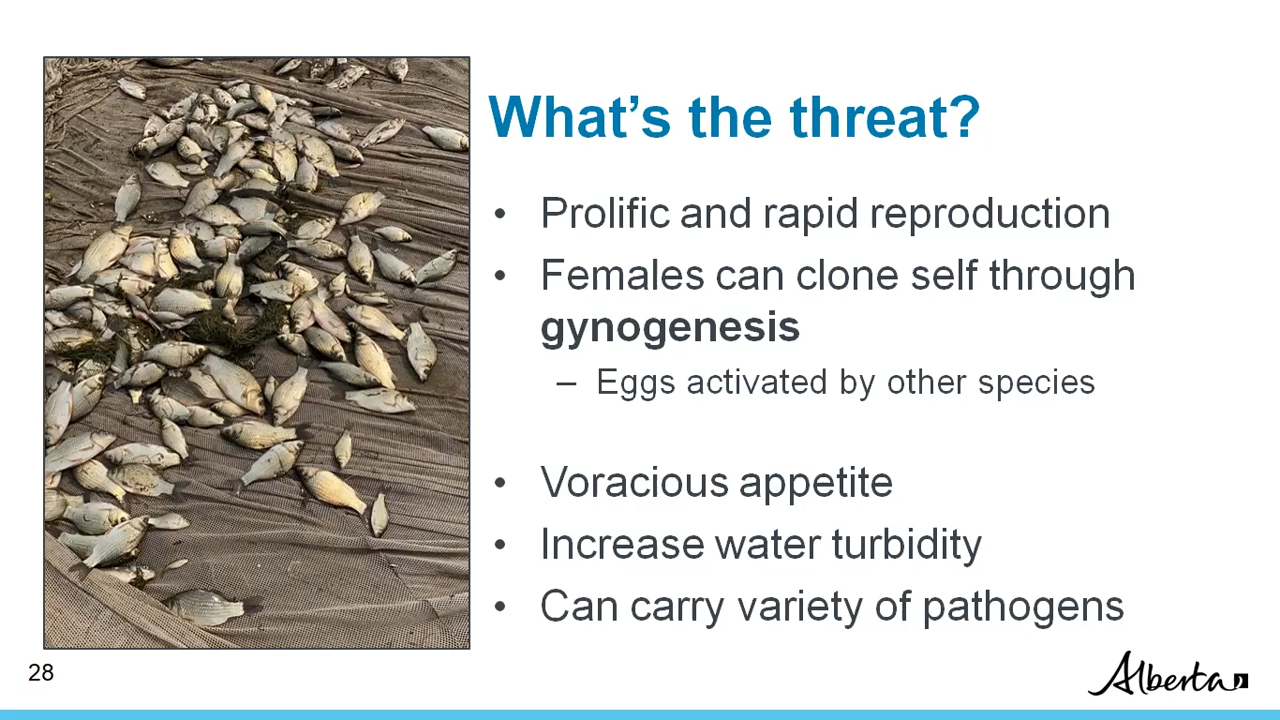 What's the threat?
• Prolific and rapid reproduction
• Females can clone self through
gynogenesis
– Eggs activated by other species
• Voracious appetite
• Increase water turbidity
• Can carry variety of pathogens
28
Alberta